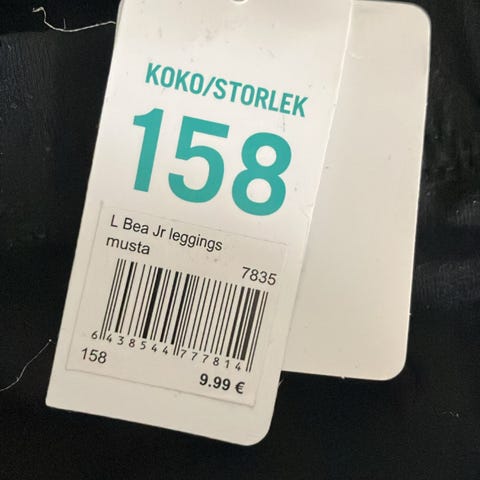 KOKO/STORLEK
158
L Bea Jr leggings
musta
7835
6 438544 777814
158
9.99 €